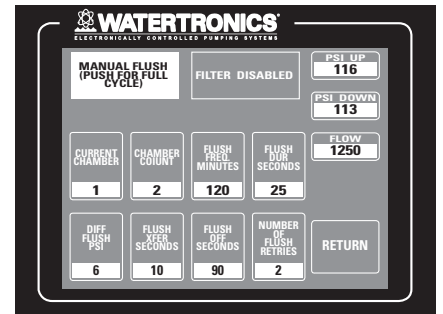 WATERTRONICS
ELECTRONICALLY CONTROLLED PUMPING SYSTEMS
MANUAL FLUSH
(PUSH FOR FULL
CYCLE)
FILTER DISABLED
PSI UP
116
PSI DOWN
113
FLOW
1250
CURRENT
CHAMBER
1
CHAMBER
COIUNT
2
FLUSH
FREQ.
MINUTES
120
FLUSH
DUR
SECONDS
25
DIFF
FLUSH
PSI
6
FLUSH
XFER
SECONDS
10
FLUSH
OFF
SECONDS
90
NUMBER
OF
FLUSH
RETRIES
2
RETURN